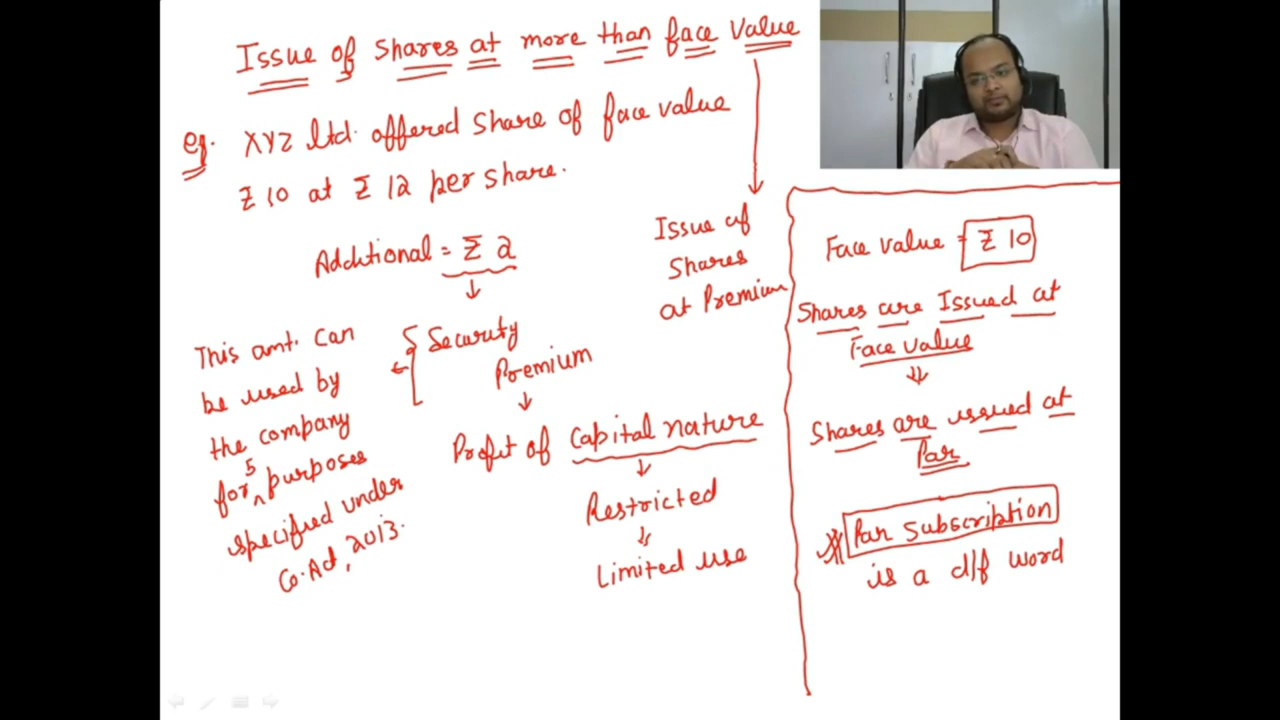 Issue of Shares at more than face value
eg. XYZ Ltd. offered share of face value
₹ 10 at ₹ 12 per share.
Additional = ₹ 2
Security
Premium
This amt. can
be used by
the company
for 5 purposes
specified under
Co. Act, 2013.
Profit of capital nature
Restricted
Limited use
Issue of
Shares
at Premium
Face value = ₹ 10
Shares are Issued at
Face value
Shares are issued at
Par
Par Subscription
is a d/f word